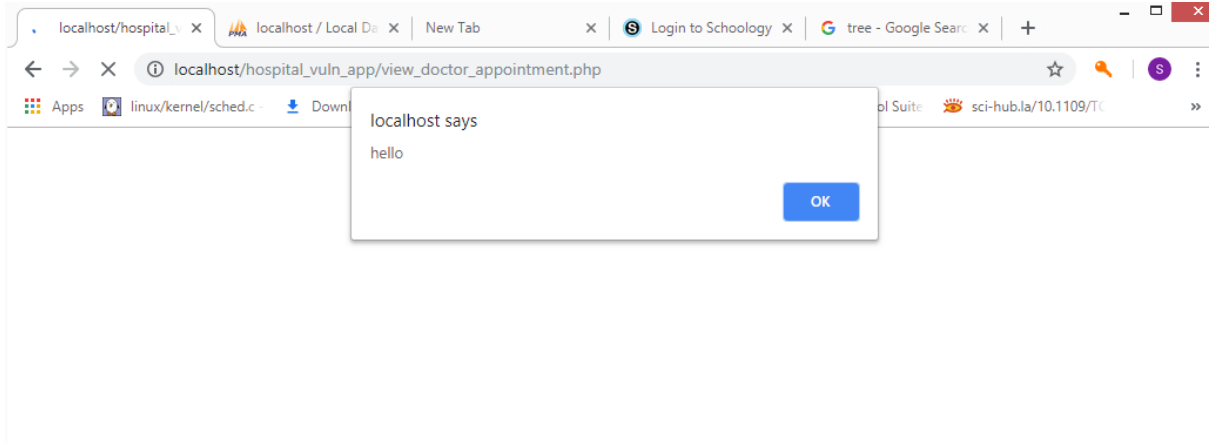 localhost/hospital_v
localhost / Local Da
New Tab
Login to Schoology
tree - Google Searc
localhost/hospital_vuln_app/view_doctor_appointment.php
S
Apps
linux/kernel/sched.c -
Downl
ol Suite
sci-hub.la/10.1109/TC
localhost says
hello
OK